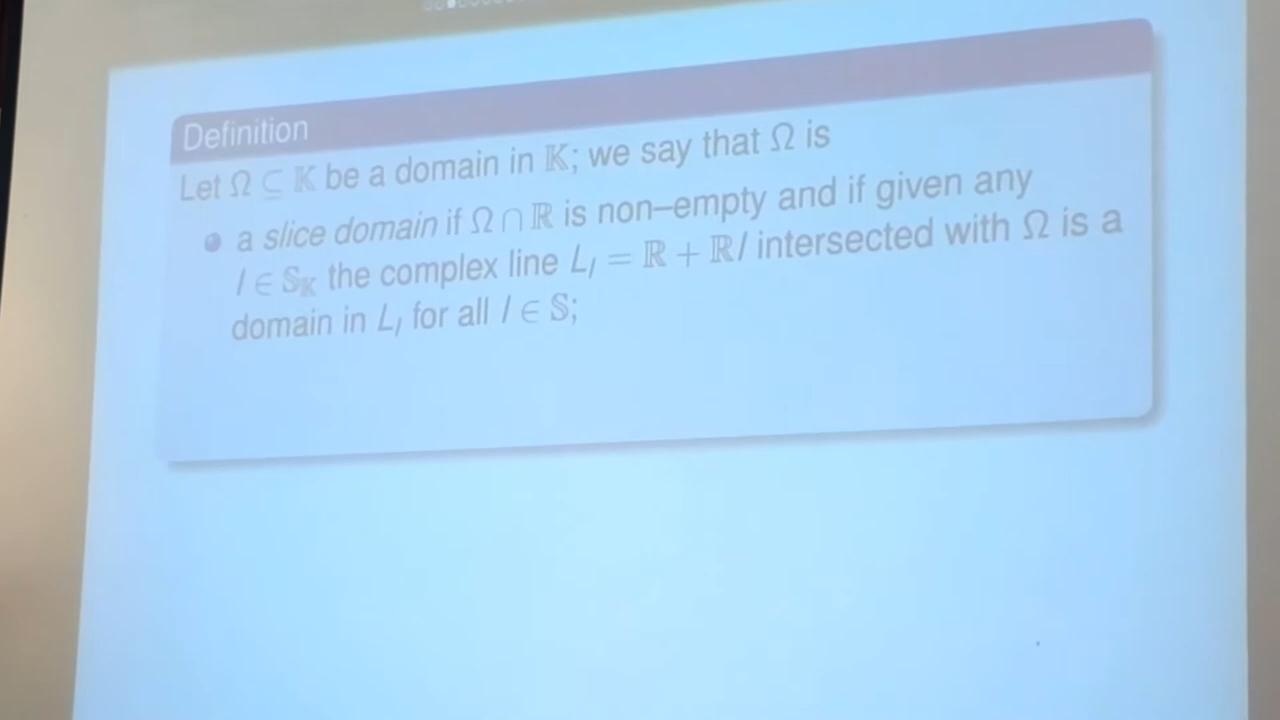 Definition
Let Ω ⊆ 𝕂 be a domain in 𝕂; we say that Ω is
a slice domain if Ω ∩ ℝ is non–empty and if given any
I ∈ 𝕊_𝕂 the complex line L_I = ℝ + ℝI intersected with Ω is a
domain in L_I for all I ∈ 𝕊;